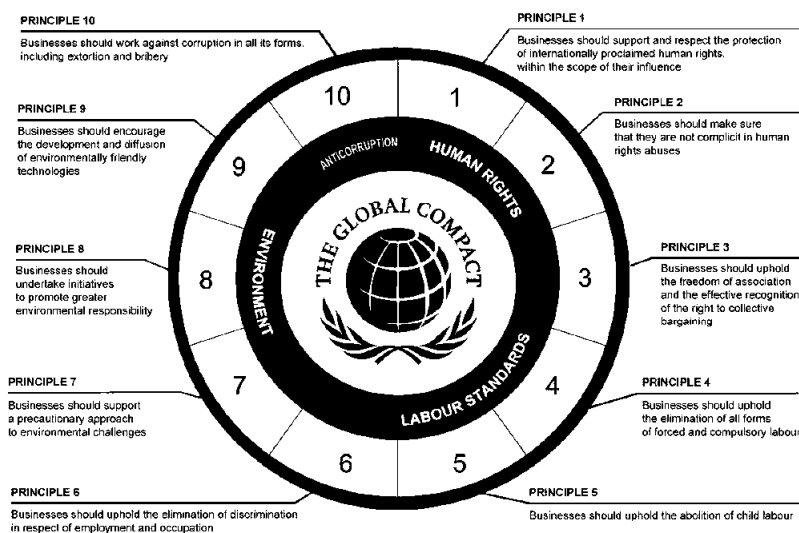 PRINCIPLE 10
Businesses should work against corruption in all its forms,
including extortion and bribery
PRINCIPLE 1
Businesses should support and respect the protection
of internationally proclaimed human rights,
within the scope of their influence
PRINCIPLE 9
Businesses should encourage
the development and diffusion
of environmentally friendly
technologies
PRINCIPLE 2
Businesses should make sure
that they are not complicit in human
rights abuses
PRINCIPLE 8
Businesses should
undertake initiatives
to promote greater
environmental responsibility
PRINCIPLE 3
Businesses should uphold
the freedom of association
and the effective recognition
of the right to collective
bargaining
PRINCIPLE 7
Businesses should support
a precautionary approach
to environmental challenges
PRINCIPLE 4
Businesses should uphold
the elimination of all forms
of forced and compulsory labour
PRINCIPLE 6
Businesses should uphold the elimination of discrimination
in respect of employment and occupation
PRINCIPLE 5
Businesses should uphold the abolition of child labour
10
1
9
2
8
3
7
4
6
5
ANTICORRUPTION
HUMAN RIGHTS
ENVIRONMENT
LABOUR STANDARDS
THE GLOBAL COMPACT